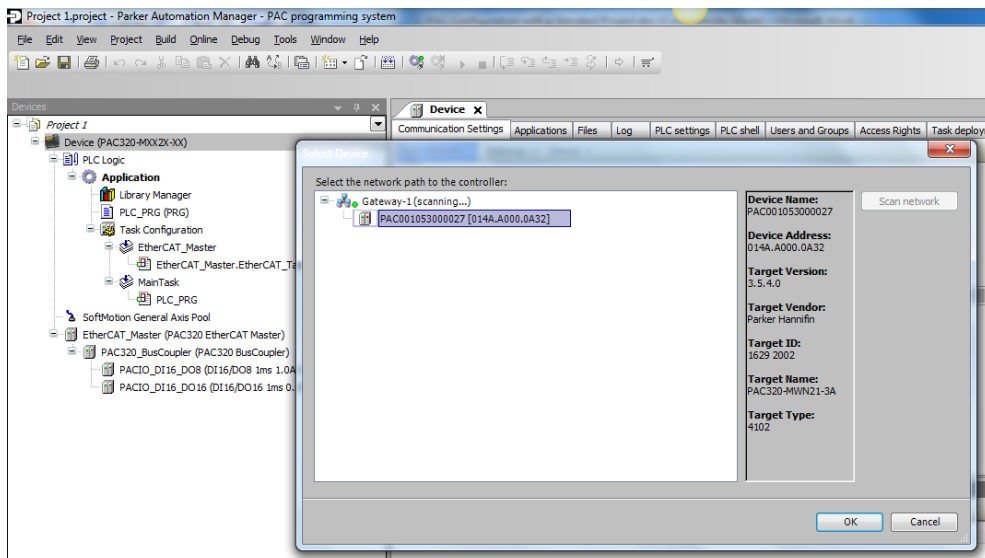 Project 1.project - Parker Automation Manager - PAC programming system
File Edit View Project Build Online Debug Tools Window Help
Devices
Device
Project 1
Communication Settings Applications Files Log PLC settings PLC shell Users and Groups Access Rights Task deploy
Device (PAC320-MXX2X-XX)
PLC Logic
Application
Library Manager
PLC_PRG (PRG)
Task Configuration
EtherCAT_Master
EtherCAT_Master.EtherCAT_Ta
MainTask
PLC_PRG
SoftMotion General Axis Pool
EtherCAT_Master (PAC320 EtherCAT Master)
PAC320_BusCoupler (PAC320 BusCoupler)
PACIO_DI16_DO8 (DI16/DO8 1ms 1.0A
PACIO_DI16_DO16 (DI16/DO16 1ms 0.
Select Device
Select the network path to the controller:
Gateway-1 (scanning...)
PAC001053000027 [014A.A000.0A32]
Device Name:
PAC001053000027
Device Address:
014A.A000.0A32
Target Version:
3.5.4.0
Target Vendor:
Parker Hannifin
Target ID:
1629 2002
Target Name:
PAC320-MWN21-3A
Target Type:
4102
Scan network
OK Cancel